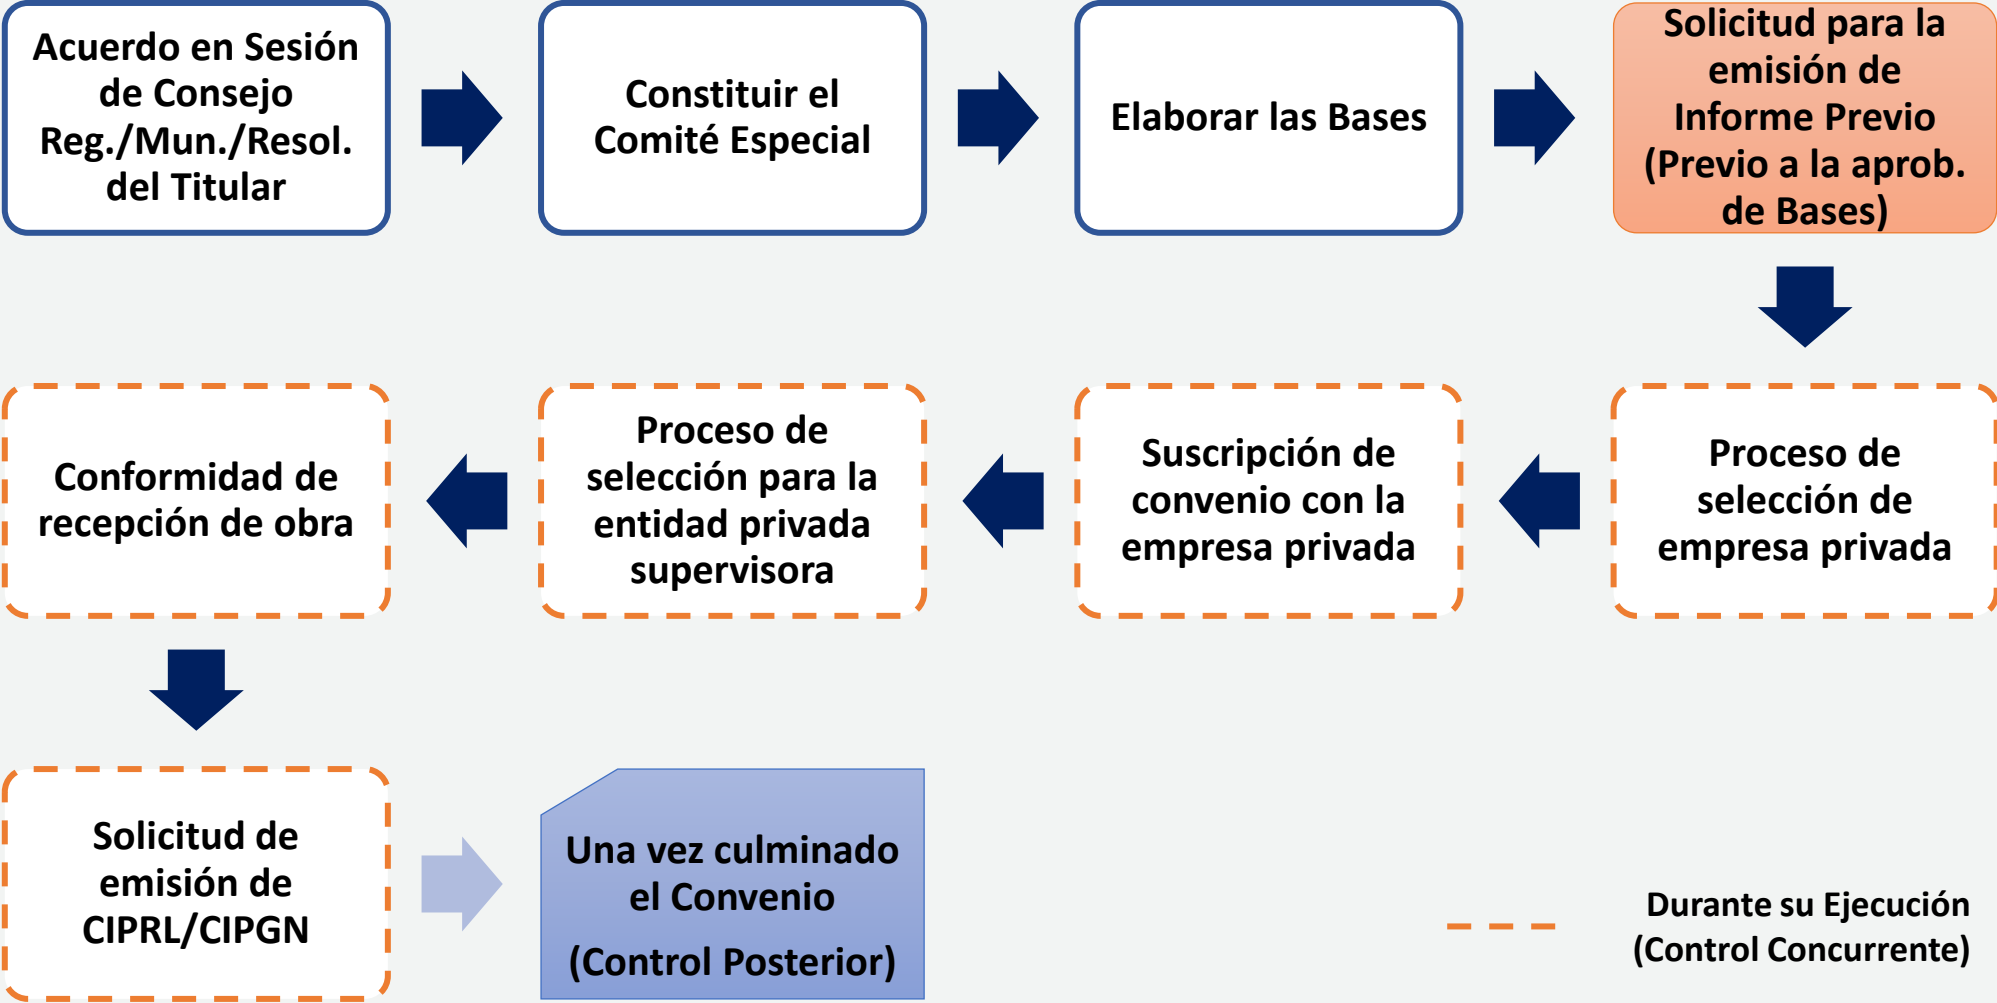 Acuerdo en Sesión
de Consejo
Reg./Mun./Resol.
del Titular
Constituir el
Comité Especial
Elaborar las Bases
Solicitud para la
emisión de
Informe Previo
(Previo a la aprob.
de Bases)
Proceso de
selección de
empresa privada
Suscripción de
convenio con la
empresa privada
Proceso de
selección para la
entidad privada
supervisora
Conformidad de
recepción de obra
Solicitud de
emisión de
CIPRL/CIPGN
Una vez culminado
el Convenio
(Control Posterior)
Durante su Ejecución
(Control Concurrente)